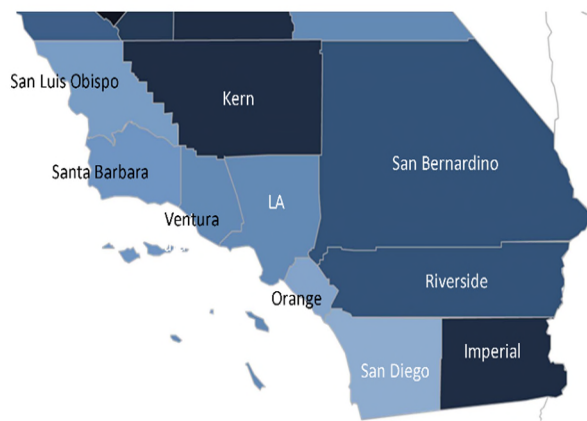 San Luis Obispo
Kern
Santa Barbara
San Bernardino
Ventura
LA
Orange
Riverside
San Diego
Imperial